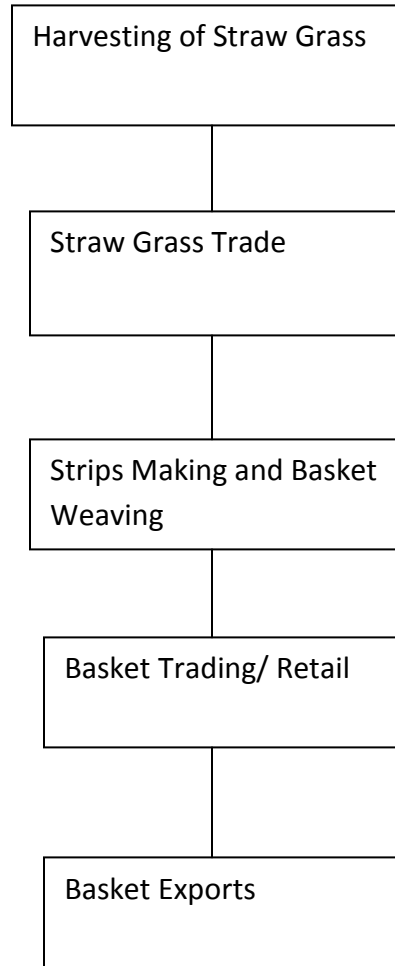 Harvesting of Straw Grass
Straw Grass Trade
Strips Making and Basket
Weaving
Basket Trading/ Retail
Basket Exports